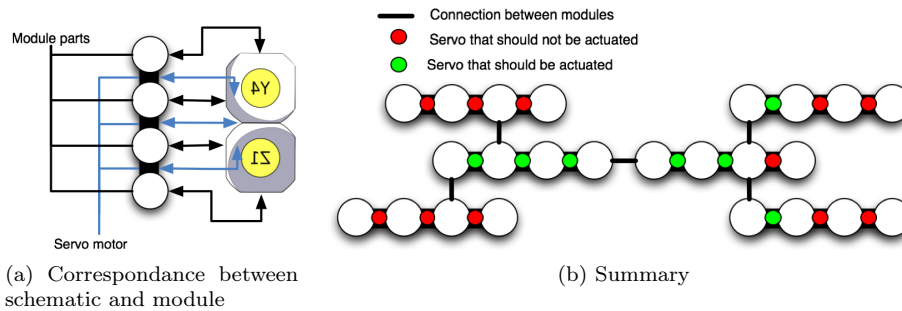 Connection between modules
Servo that should not be actuated
Servo that should be actuated
Module parts
Y4
Z1
Servo motor
(a) Correspondance between
schematic and module
(b) Summary